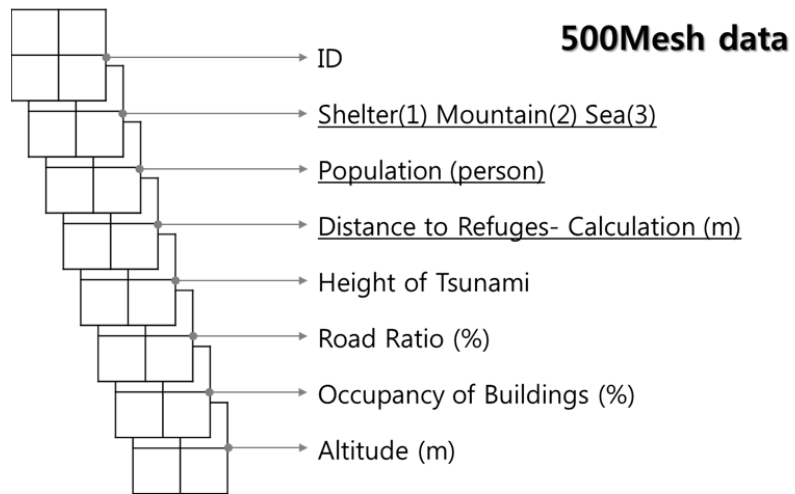 500Mesh data
ID
Shelter(1) Mountain(2) Sea(3)
Population (person)
Distance to Refuges- Calculation (m)
Height of Tsunami
Road Ratio (%)
Occupancy of Buildings (%)
Altitude (m)